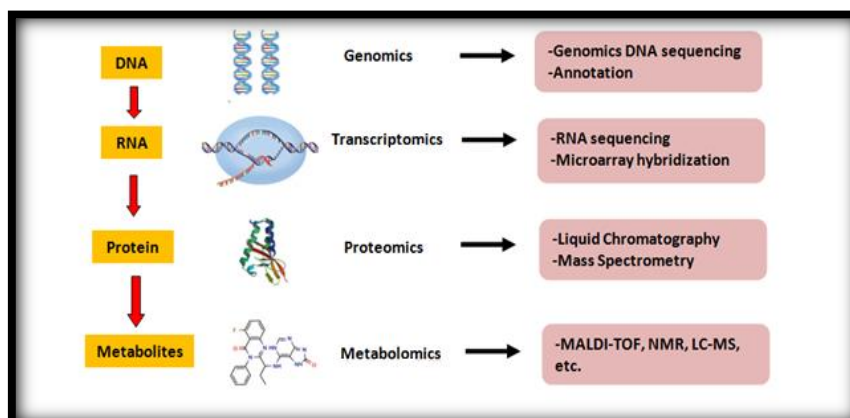 DNA
Genomics
-Genomics DNA sequencing
-Annotation
RNA
Transcriptomics
-RNA sequencing
-Microarray hybridization
Protein
Proteomics
-Liquid Chromatography
-Mass Spectrometry
Metabolites
Metabolomics
-MALDI-TOF, NMR, LC-MS,
etc.